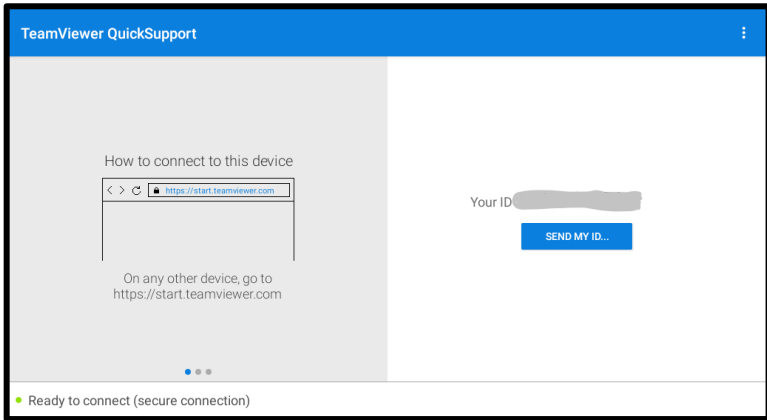 TeamViewer QuickSupport
How to connect to this device
https://start.teamviewer.com
On any other device, go to
https://start.teamviewer.com
Your ID
SEND MY ID...
Ready to connect (secure connection)